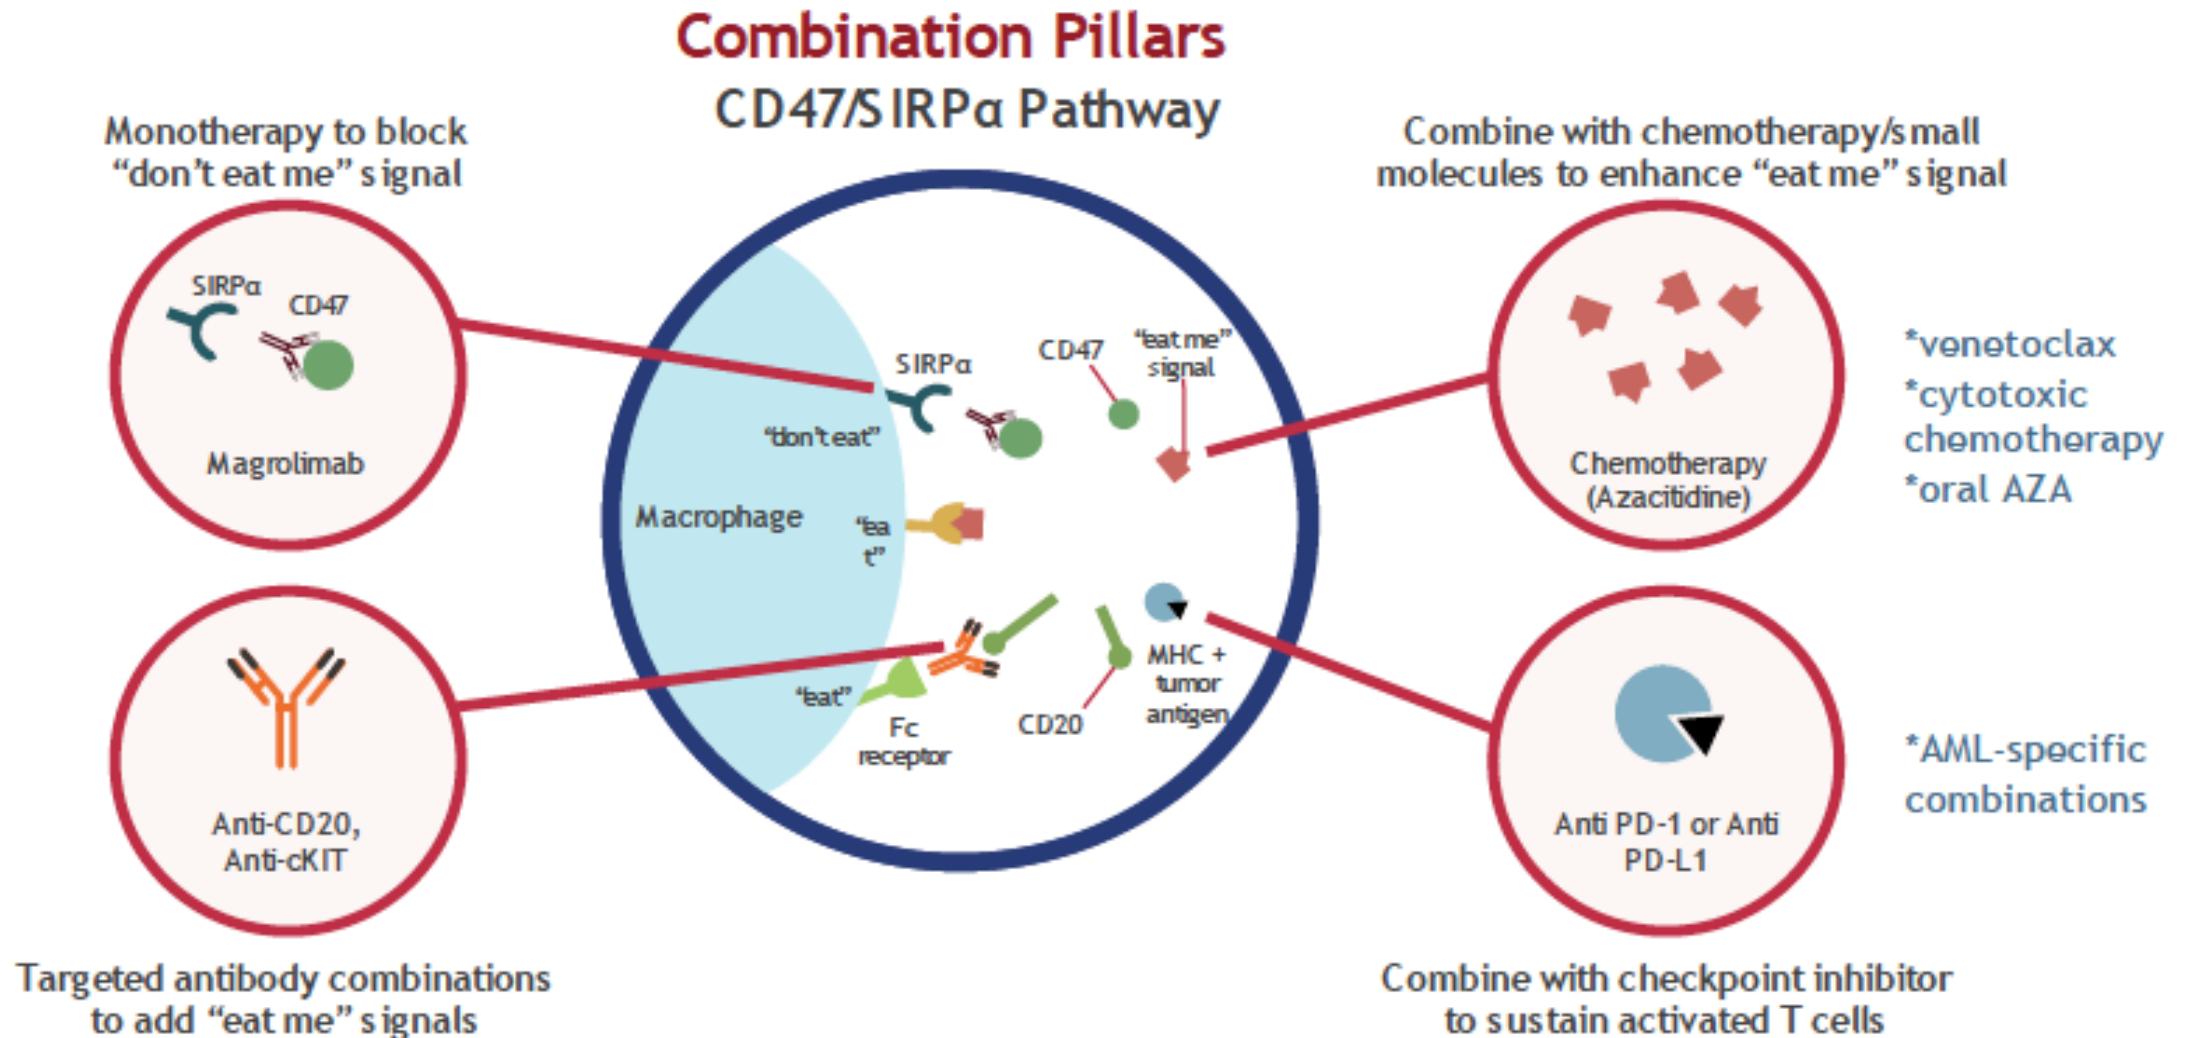 Combination Pillars
CD47/SIRPα Pathway
Monotherapy to block
“don’t eat me” signal
SIRPα
CD47
Magrolimab
Combine with chemotherapy/small
molecules to enhance “eat me” signal
Chemotherapy
(Azacitidine)
*venetoclax
*cytotoxic
chemotherapy
*oral AZA
SIRPα
CD47
“eat me”
signal
“don’t eat”
Macrophage
“ea
t”
“eat”
Fc
receptor
CD20
MHC +
tumor
antigen
Anti-CD20,
Anti-cKIT
Targeted antibody combinations
to add “eat me” signals
Anti PD-1 or Anti
PD-L1
*AML-specific
combinations
Combine with checkpoint inhibitor
to sustain activated T cells